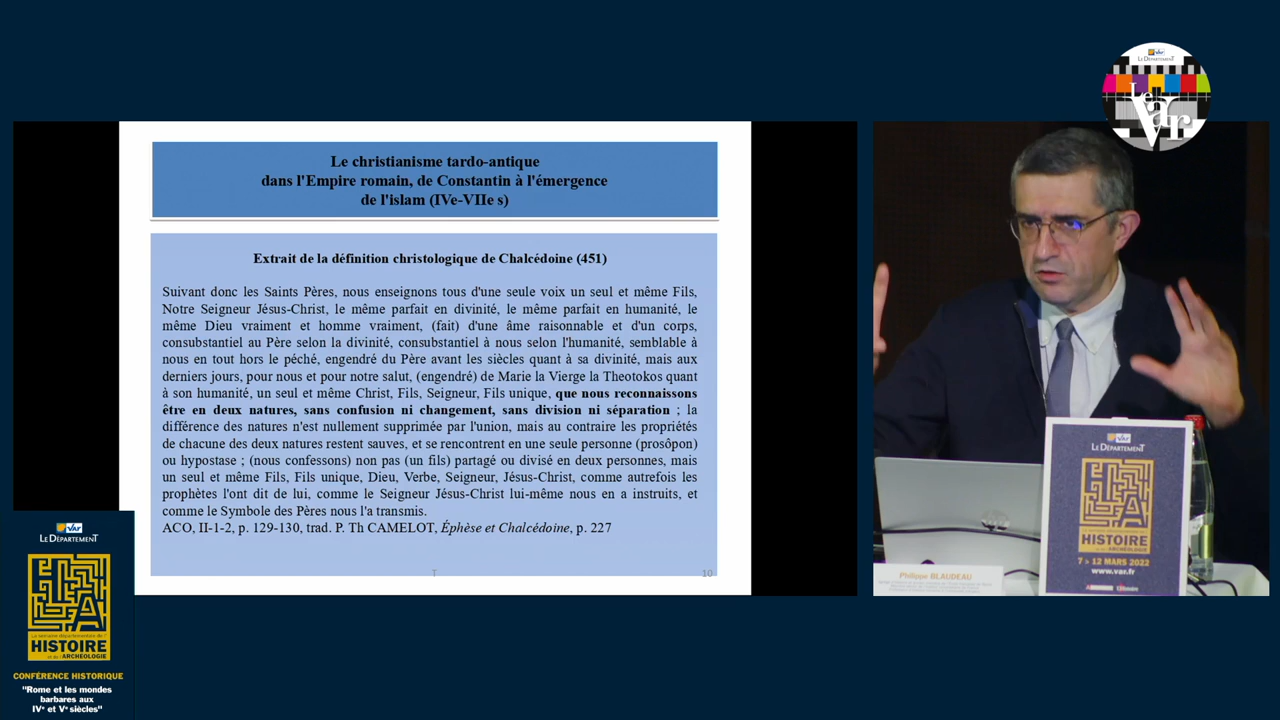 Le christianisme tardo-antique
dans l'Empire romain, de Constantin à l'émergence
de l'islam (IVe-VIIe s)
Extrait de la définition christologique de Chalcédoine (451)
Suivant donc les Saints Pères, nous enseignons tous d'une seule voix un seul et même Fils,
Notre Seigneur Jésus-Christ, le même parfait en divinité, le même parfait en humanité, le
même Dieu vraiment et homme vraiment, (fait) d'une âme raisonnable et d'un corps,
consubstantiel au Père selon la divinité, consubstantiel à nous selon l'humanité, semblable à
nous en tout hors le péché, engendré du Père avant les siècles quant à sa divinité, mais aux
derniers jours, pour nous et pour notre salut, (engendré) de Marie la Vierge la Theotokos quant
à son humanité, un seul et même Christ, Fils, Seigneur, Fils unique, que nous reconnaissons
être en deux natures, sans confusion ni changement, sans division ni séparation ; la
différence des natures n'est nullement supprimée par l'union, mais au contraire les propriétés
de chacune des deux natures restent sauves, et se rencontrent en une seule personne (prosôpon)
ou hypostase ; (nous confessons) non pas (un fils) partagé ou divisé en deux personnes, mais
un seul et même Fils, Fils unique, Dieu, Verbe, Seigneur, Jésus-Christ, comme autrefois les
prophètes l'ont dit de lui, comme le Seigneur Jésus-Christ lui-même nous en a instruits, et
comme le Symbole des Pères nous l'a transmis.
ACO, II-1-2, p. 129-130, trad. P. Th CAMELOT, Éphèse et Chalcédoine, p. 227
T
10
VAR
LE DÉPARTEMENT
Le Var
VAR
LE DÉPARTEMENT
H
&
A
La semaine départementale de l'
HISTOIRE
et de l'ARCHÉOLOGIE
CONFÉRENCE HISTORIQUE
"Rome et les mondes
barbares aux
IVe et Ve siècles"
VAR
LE DÉPARTEMENT
HISTOIRE
7 > 12 MARS 2022
www.var.fr
Philippe BLAUDEAU